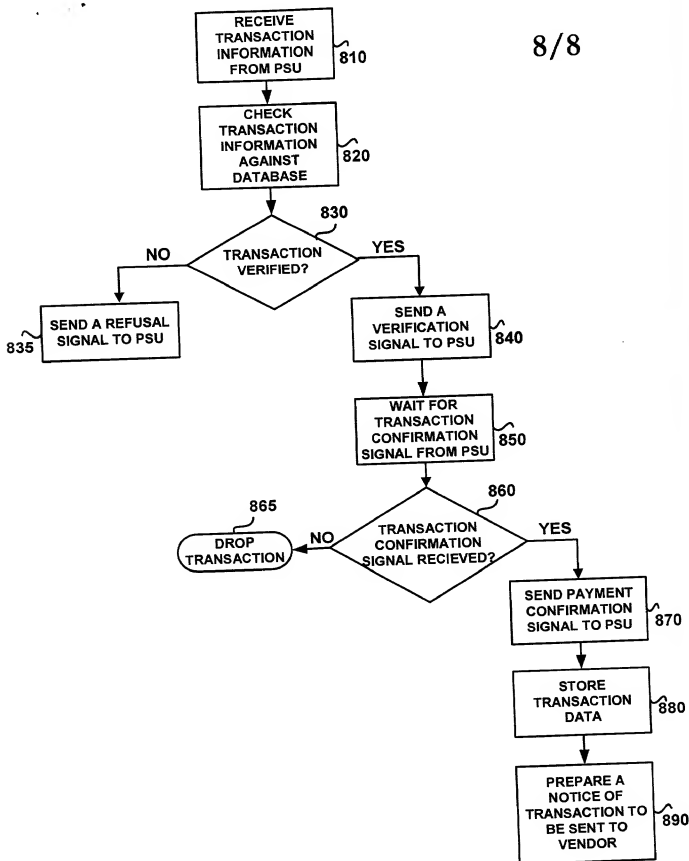 8/8
RECEIVE
TRANSACTION
INFORMATION
FROM PSU
810
CHECK
TRANSACTION
INFORMATION
AGAINST
DATABASE
820
830
TRANSACTION
VERIFIED?
NO
YES
SEND A REFUSAL
SIGNAL TO PSU
835
SEND A
VERIFICATION
SIGNAL TO PSU
840
WAIT FOR
TRANSACTION
CONFIRMATION
SIGNAL FROM PSU
850
860
TRANSACTION
CONFIRMATION
SIGNAL RECIEVED?
NO
YES
865
DROP
TRANSACTION
SEND PAYMENT
CONFIRMATION
SIGNAL TO PSU
870
STORE
TRANSACTION
DATA
880
PREPARE A
NOTICE OF
TRANSACTION TO
BE SENT TO
VENDOR
890